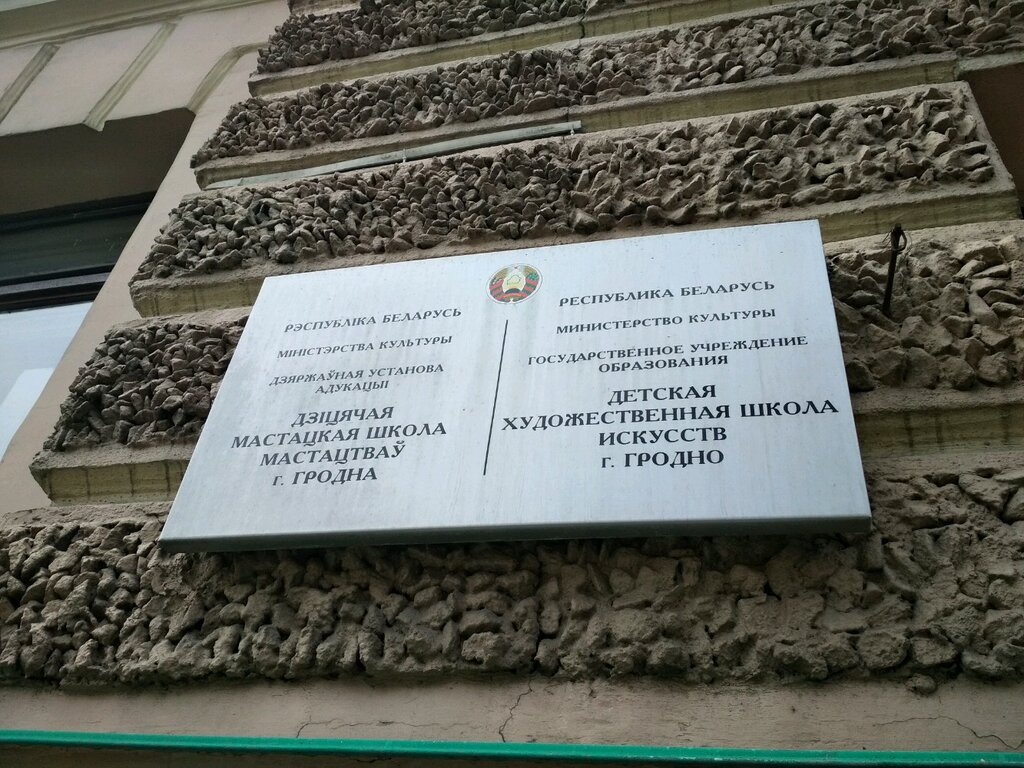 РЭСПУБЛІКА БЕЛАРУСЬ
МІНІСТЭРСТВА КУЛЬТУРЫ
ДЗЯРЖАЎНАЯ УСТАНОВА
АДУКАЦЫІ
ДЗІЦЯЧАЯ
МАСТАЦКАЯ ШКОЛА
МАСТАЦТВАЎ
г. ГРОДНА
РЕСПУБЛИКА БЕЛАРУСЬ
МИНИСТЕРСТВО КУЛЬТУРЫ
ГОСУДАРСТВЕННОЕ УЧРЕЖДЕНИЕ
ОБРАЗОВАНИЯ
ДЕТСКАЯ
ХУДОЖЕСТВЕННАЯ ШКОЛА
ИСКУССТВ
г. ГРОДНО